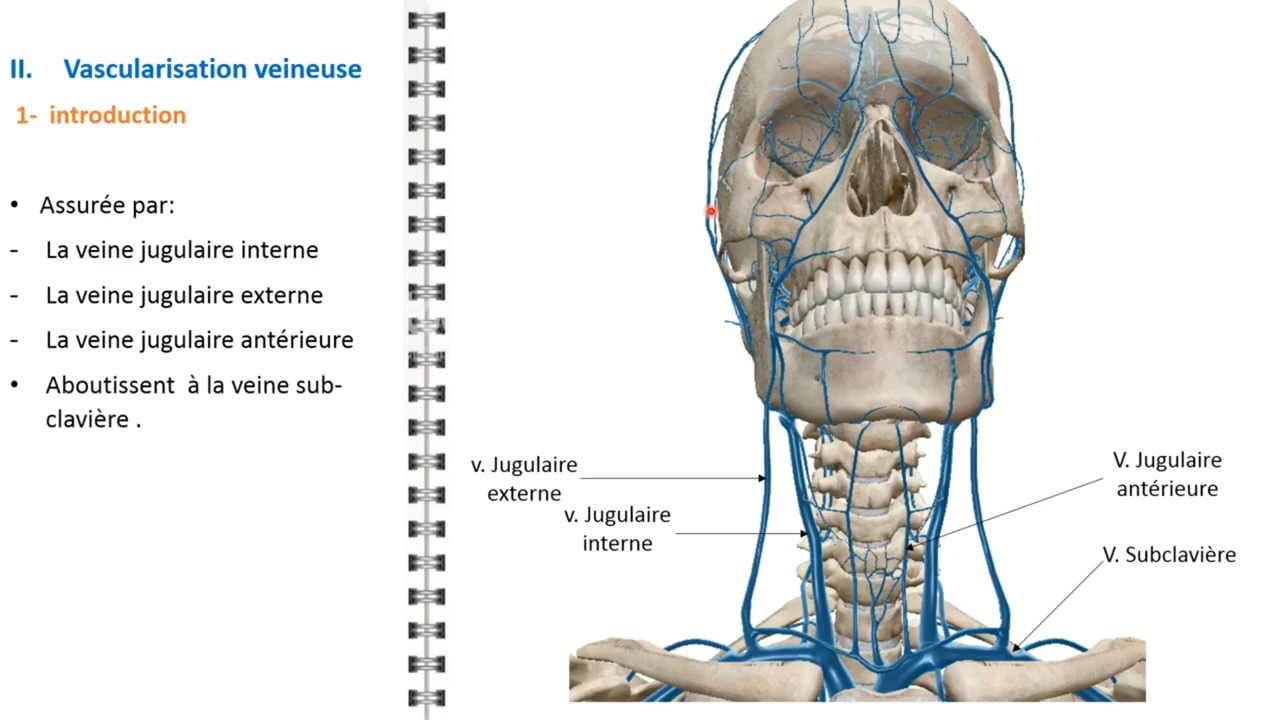 II. Vascularisation veineuse
1- introduction
• Assurée par:
- La veine jugulaire interne
- La veine jugulaire externe
- La veine jugulaire antérieure
• Aboutissent à la veine sub-
clavière .
v. Jugulaire
externe
v. Jugulaire
interne
V. Jugulaire
antérieure
V. Subclavière